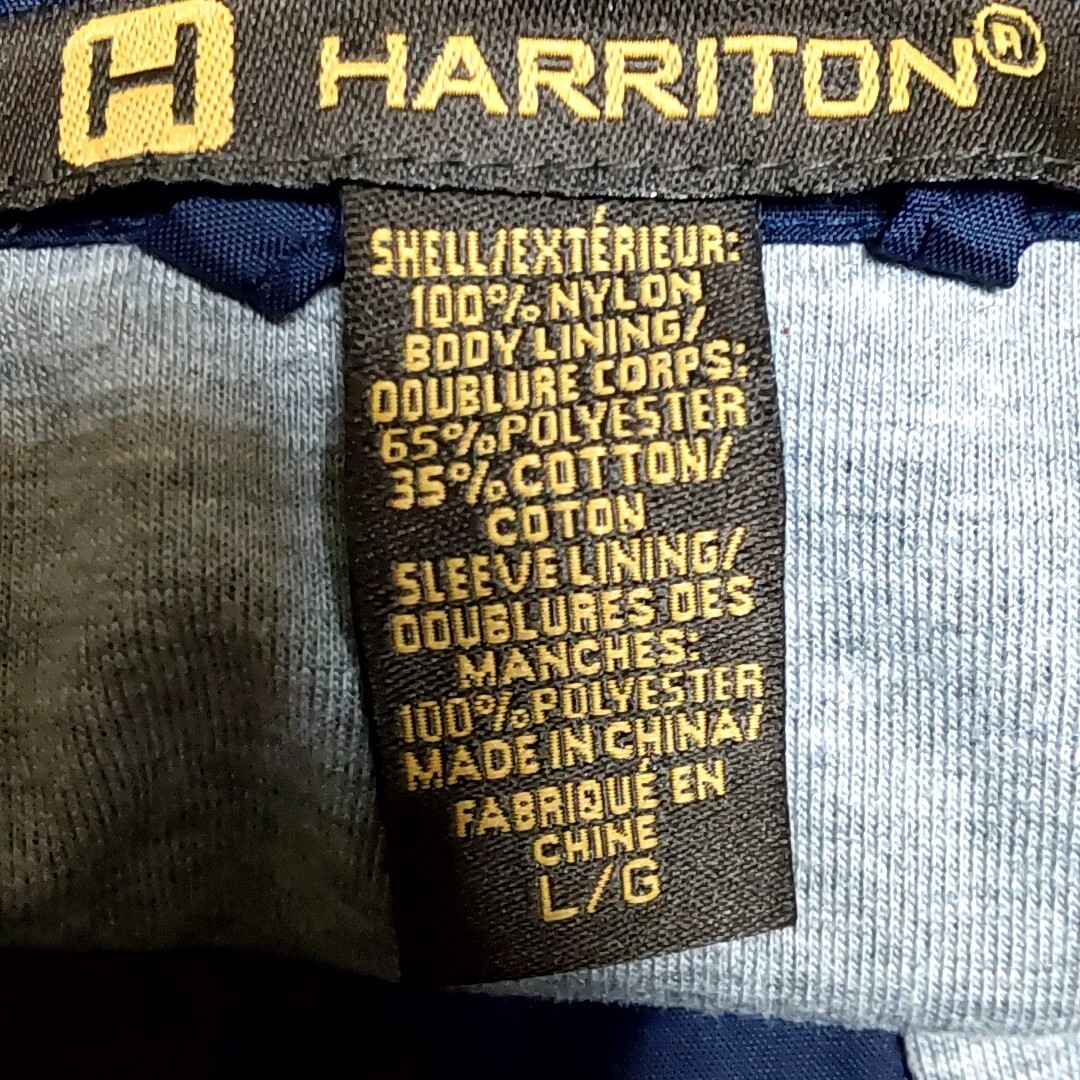 H HARRITON®
SHELL/EXTÉRIEUR:
100% NYLON
BODY LINING/
DOUBLURE CORPS:
65% POLYESTER
35% COTTON/
COTON
SLEEVE LINING/
DOUBLURES DES
MANCHES:
100% POLYESTER
MADE IN CHINA/
FABRIQUÉ EN
CHINE
L/G